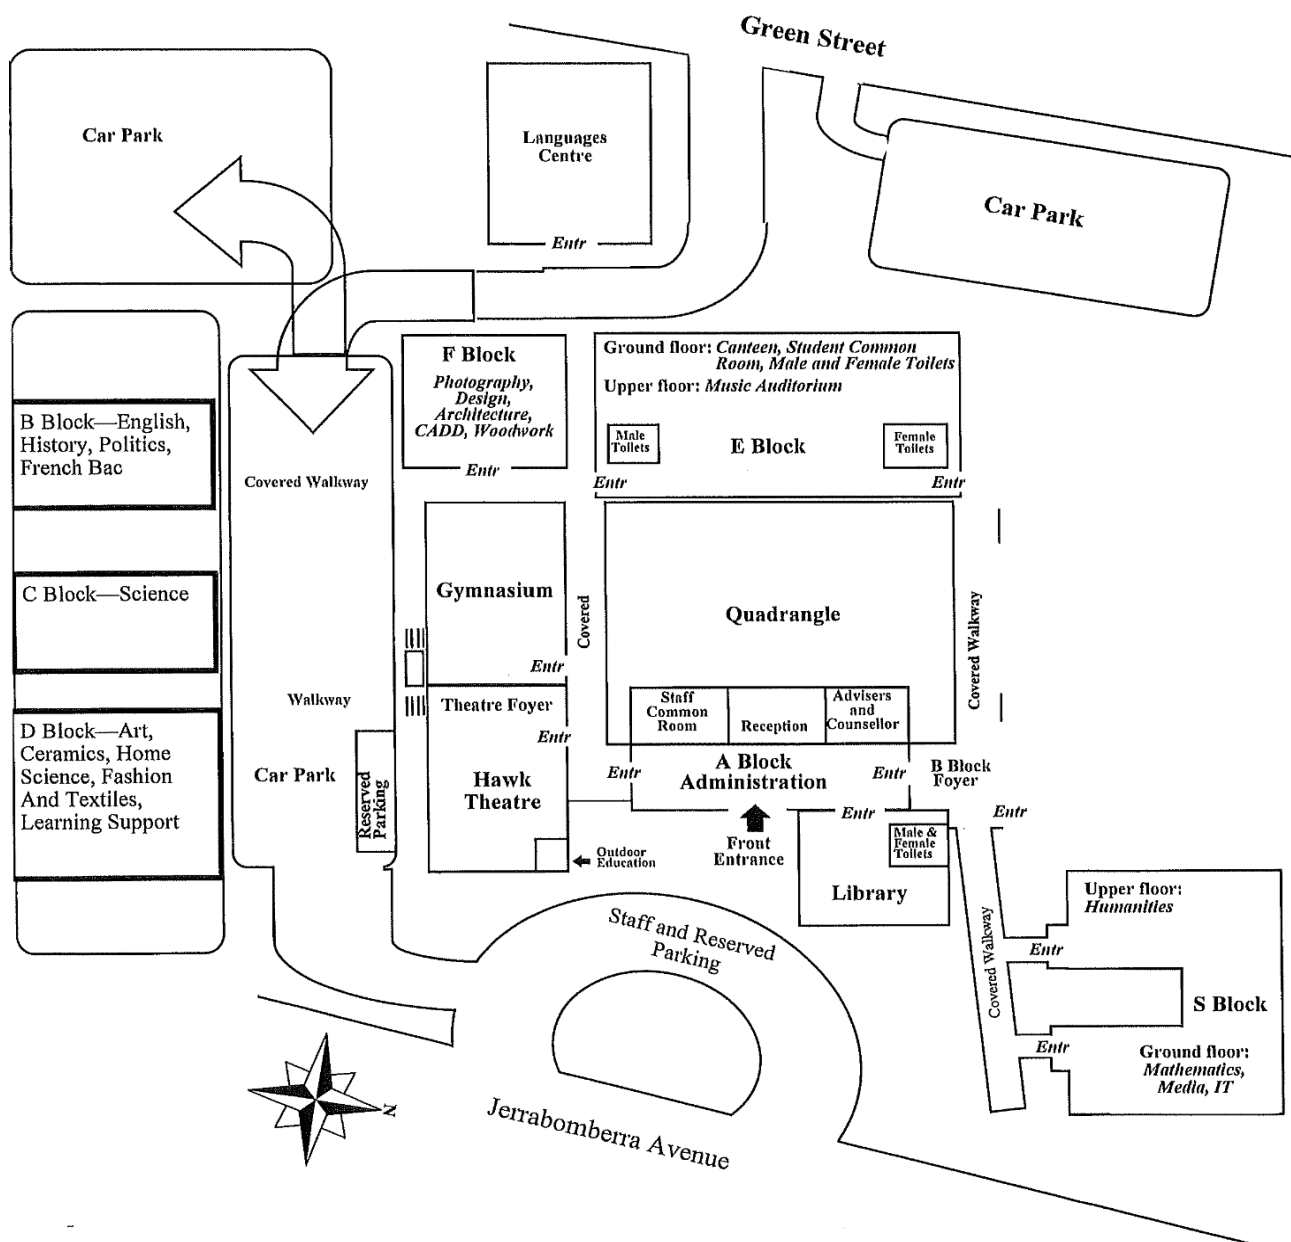 Green Street
Car Park
Languages
Centre
Entr
Car Park
F Block
Photography,
Design,
Architecture,
CADD, Woodwork
Entr
Ground floor: Canteen, Student Common
Room, Male and Female Toilets
Upper floor: Music Auditorium
Male
Toilets
E Block
Female
Toilets
Entr
Entr
B Block—English,
History, Politics,
French Bac
Covered Walkway
C Block—Science
Gymnasium
Entr
Covered
Quadrangle
Covered Walkway
Walkway
Theatre Foyer
Entr
Staff
Common
Room
Reception
Advisers
and
Counsellor
D Block—Art,
Ceramics, Home
Science, Fashion
And Textiles,
Learning Support
Car Park
Reserved
Parking
Hawk
Theatre
Entr
A Block
Administration
Entr
B Block
Foyer
Entr
Entr
Front
Entrance
Outdoor
Education
Male &
Female
Toilets
Library
Staff and Reserved
Parking
Covered Walkway
Upper floor:
Humanities
Entr
S Block
Entr
Ground floor:
Mathematics,
Media, IT
N
Jerrabomberra Avenue